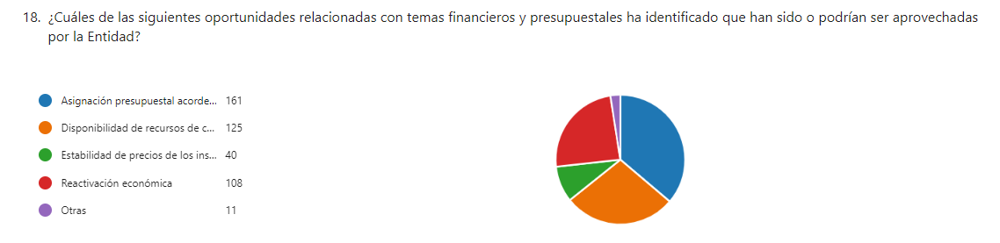 18. ¿Cuáles de las siguientes oportunidades relacionadas con temas financieros y presupuestales ha identificado que han sido o podrían ser aprovechadas
por la Entidad?
Asignación presupuestal acorde... 161
Disponibilidad de recursos de c... 125
Estabilidad de precios de los ins... 40
Reactivación económica 108
Otras 11